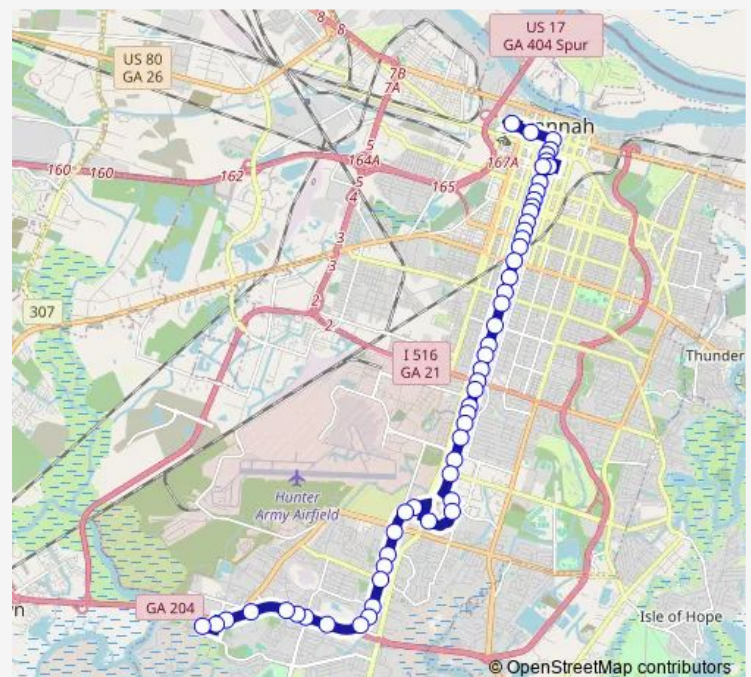 US 17
GA 404 Spur
8
8
US 80
GA 26
7B
7A
5
164A
5
4
167A
165
160
160
162
3
3
307
2
2
I 516
GA 21
Thunder
Hunter
Army Airfield
GA 204
Isle of Hope
© OpenStreetMap contributors